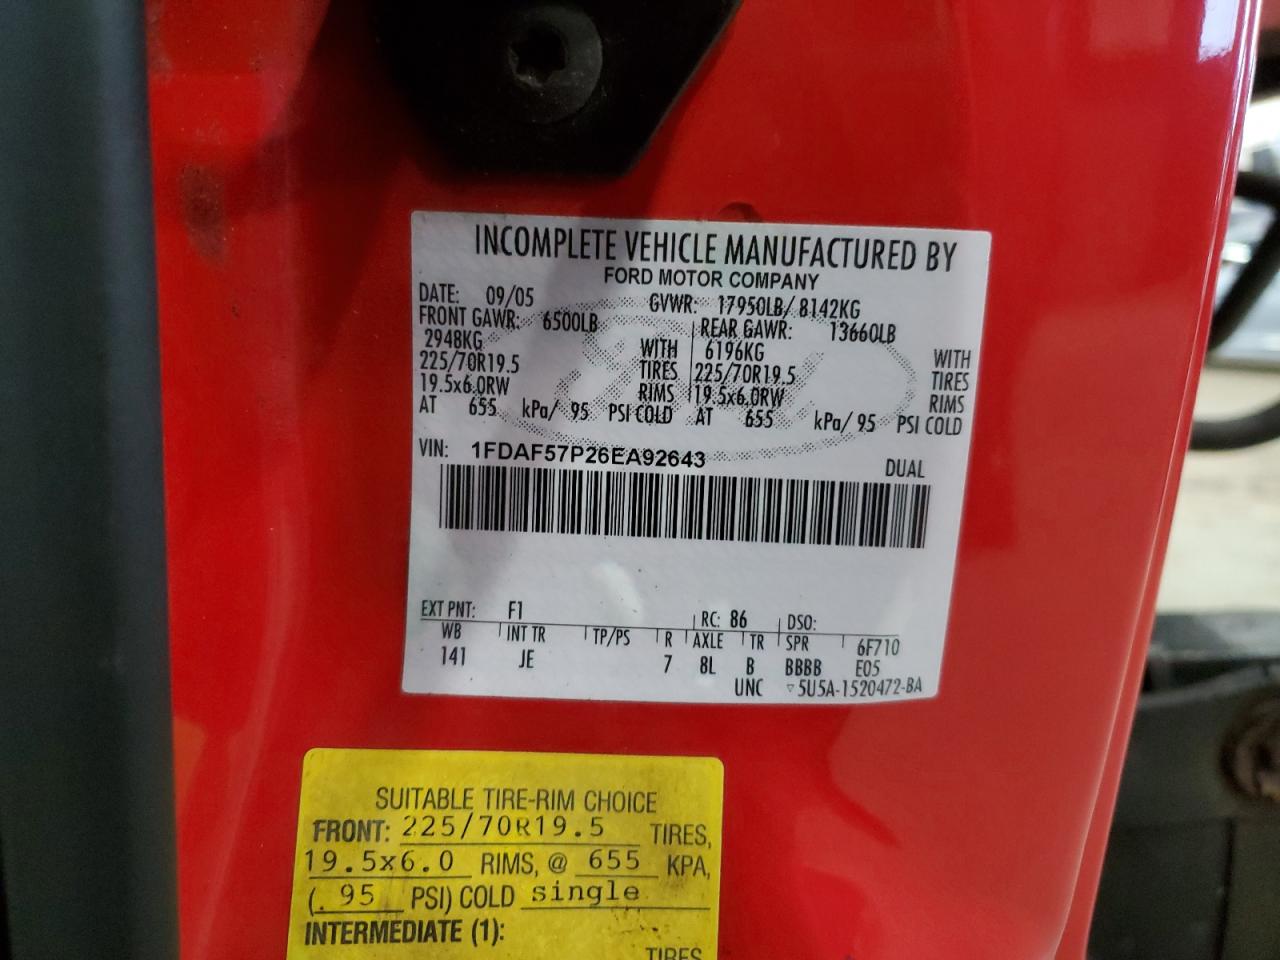 INCOMPLETE VEHICLE MANUFACTURED BY
FORD MOTOR COMPANY
DATE: 09/05 GVWR: 17950LB/ 8142KG
FRONT GAWR: 6500LB REAR GAWR: 13660LB
2948KG WITH 6196KG WITH
225/70R19.5 TIRES 225/70R19.5 TIRES
19.5x6.0RW RIMS 19.5x6.0RW RIMS
AT 655 kPa/ 95 PSI COLD AT 655 kPa/ 95 PSI COLD
VIN: 1FDAF57P26EA92643 DUAL
EXT PNT: F1 RC: 86 DSO:
WB INT TR TP/PS R AXLE TR SPR 6F710
141 JE 7 8L B BBBB E05
UNC ▽5U5A-1520472-BA
SUITABLE TIRE-RIM CHOICE
FRONT: 225/70R19.5 TIRES,
19.5x6.0 RIMS, @ 655 KPA,
(. 95 PSI) COLD single
INTERMEDIATE (1):
TIRES